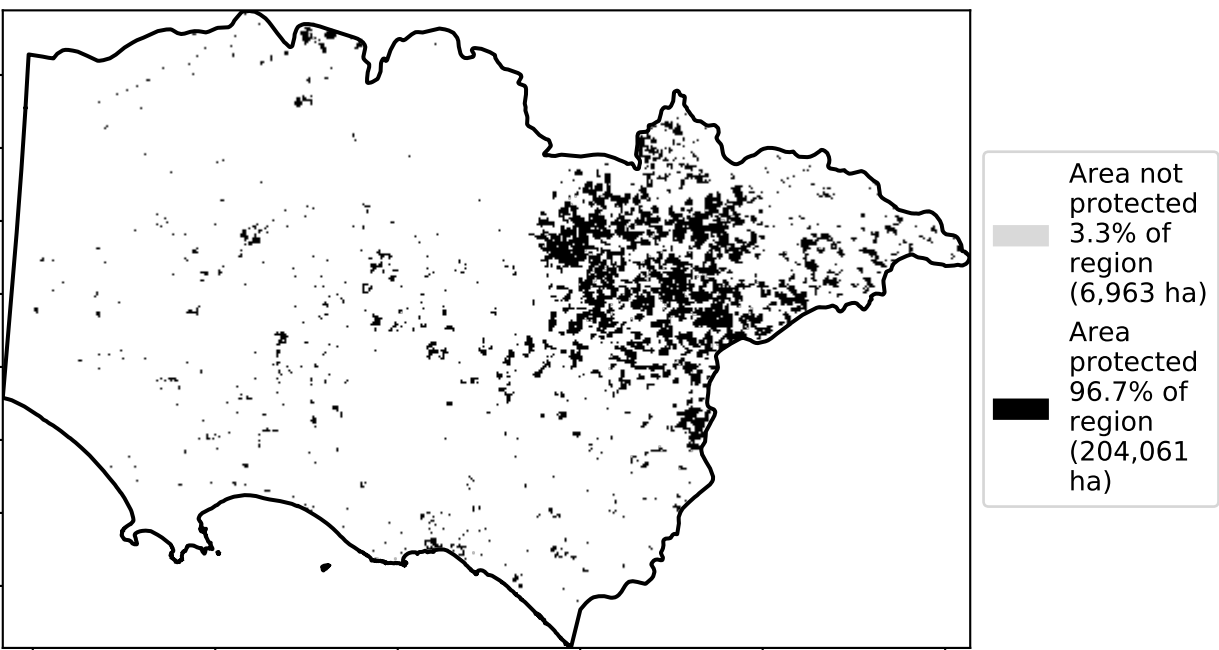 Area not
protected
3.3% of
region
(6,963 ha)
Area
protected
96.7% of
region
(204,061
ha)